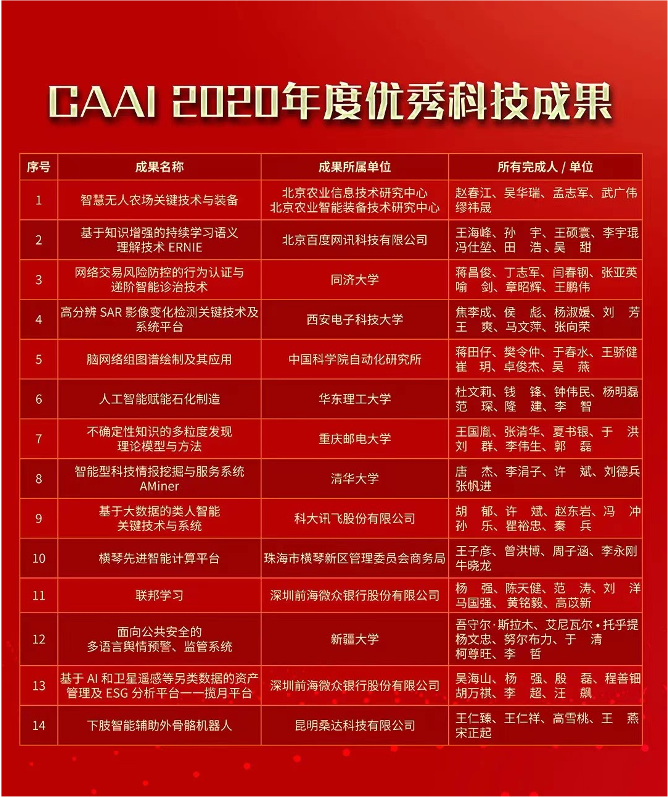 CAAI 2020年度优秀科技成果
序号 成果名称 成果所属单位 所有完成人 / 单位
1 智慧无人农场关键技术与装备 北京农业信息技术研究中心 北京农业智能装备技术研究中心 赵春江、吴华瑞、孟志军、武广伟 缪祎晟
2 基于知识增强的持续学习语义 理解技术 ERNIE 北京百度网讯科技有限公司 王海峰、孙 宇、王硕寰、李宇琨 冯仕堃、田 浩、吴 甜
3 网络交易风险防控的行为认证与 递阶智能诊治技术 同济大学 蒋昌俊、丁志军、闫春钢、张亚英 喻 剑、章昭辉、王鹏伟
4 高分辨 SAR 影像变化检测关键技术及 系统平台 西安电子科技大学 焦李成、侯 彪、杨淑媛、刘 芳 王 爽、马文萍、张向荣
5 脑网络组图谱绘制及其应用 中国科学院自动化研究所 蒋田仔、樊令仲、于春水、王骄健 崔 玥、卓俊杰、吴 燕
6 人工智能赋能石化制造 华东理工大学 杜文莉、钱 锋、钟伟民、杨明磊 范 琛、隆 建、李 智
7 不确定性知识的多粒度发现 理论模型与方法 重庆邮电大学 王国胤、张清华、夏书银、于 洪 刘 群、李伟生、郭 磊
8 智能型科技情报挖掘与服务系统 AMiner 清华大学 唐 杰、李涓子、许 斌、刘德兵 张帆进
9 基于大数据的类人智能 关键技术与系统 科大讯飞股份有限公司 胡 郁、许 斌、赵东岩、冯 冲 孙 乐、瞿裕忠、秦 兵
10 横琴先进智能计算平台 珠海市横琴新区管理委员会商务局 王子彦、曾洪博、周子涵、李永刚 牛晓龙
11 联邦学习 深圳前海微众银行股份有限公司 杨 强、陈天健、范 涛、刘 洋 马国强、黄铭毅、高苡新
12 面向公共安全的 多语言舆情预警、监管系统 新疆大学 吾守尔·斯拉木、艾尼瓦尔•托乎提 杨文忠、努尔布力、于 清 柯尊旺、李 哲
13 基于 AI 和卫星遥感等另类数据的资产 管理及 ESG 分析平台一一揽月平台 深圳前海微众银行股份有限公司 吴海山、杨 强、殷 磊、程善钿 胡万祺、李 超、汪 飙
14 下肢智能辅助外骨骼机器人 昆明桑达科技有限公司 王仁臻、王仁祥、高雪桃、王 燕 宋正起